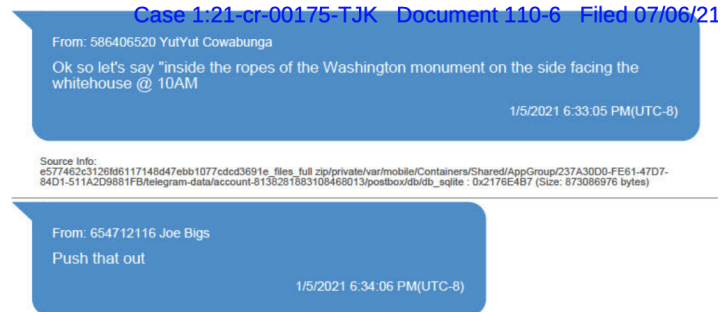 Case 1:21-cr-00175-TJK Document 110-6 Filed 07/06/21
From: 586406520 YutYut Cowabunga
Ok so let's say "inside the ropes of the Washington monument on the side facing the
whitehouse @ 10AM
1/5/2021 6:33:05 PM(UTC-8)
Source Info:
e577462c3126fd6117148d47ebb1077cdcd3691e_files_full.zip/private/var/mobile/Containers/Shared/AppGroup/237A30D0-FE61-47D7-
84D1-511A2D9881FB/telegram-data/account-8138281883108468013/postbox/db/db_sqlite : 0x2176E4B7 (Size: 873086976 bytes)
From: 654712116 Joe Bigs
Push that out
1/5/2021 6:34:06 PM(UTC-8)